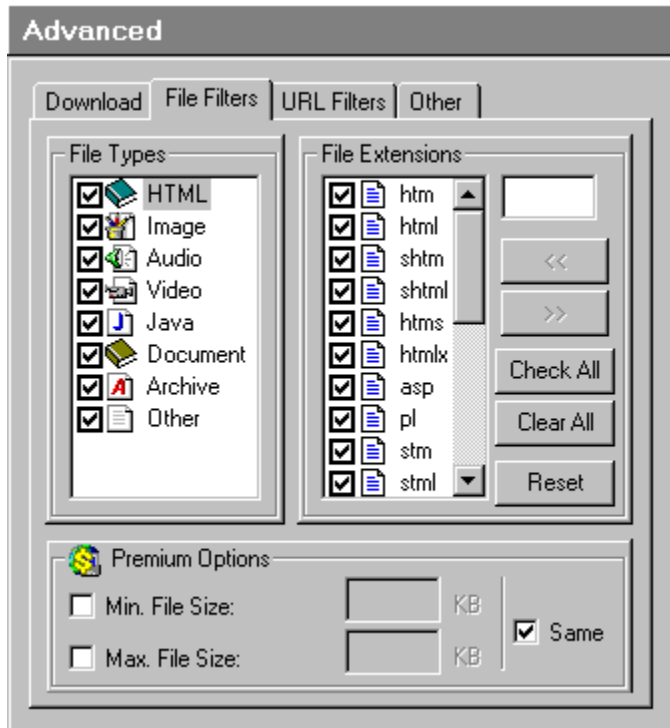 Advanced
Download File Filters URL Filters Other
File Types
HTML
Image
Audio
Video
Java
Document
Archive
Other
File Extensions
htm
html
shtm
shtml
htms
htmlx
asp
pl
stm
stml
<<
>>
Check All
Clear All
Reset
Premium Options
Min. File Size: KB
Max. File Size: KB
Same